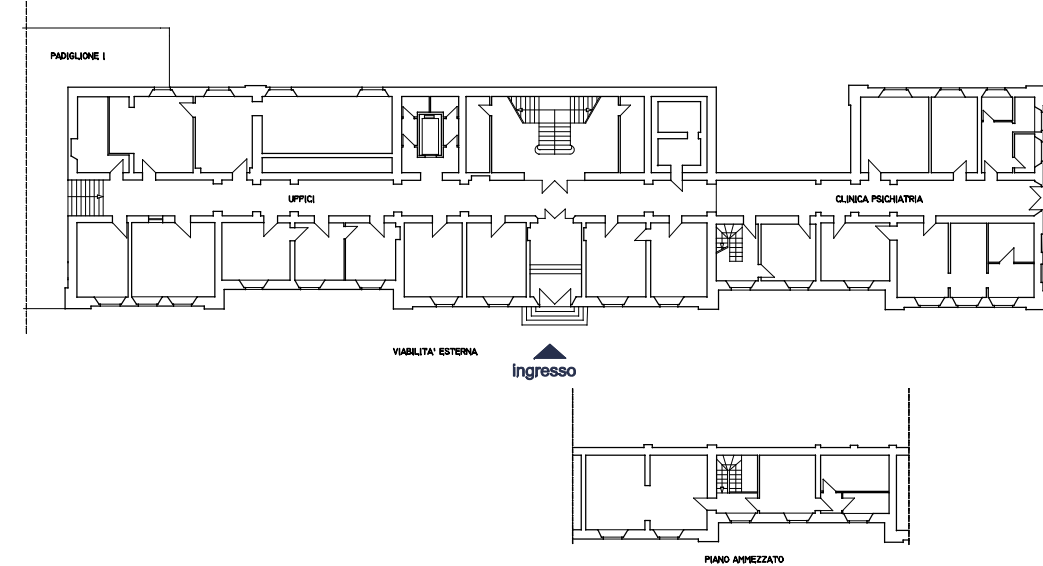 PADIGLIONE I
UFFICI
CLINICA PSICHIATRIA
VIABILITA' ESTERNA
ingresso
PIANO AMMEZZATO